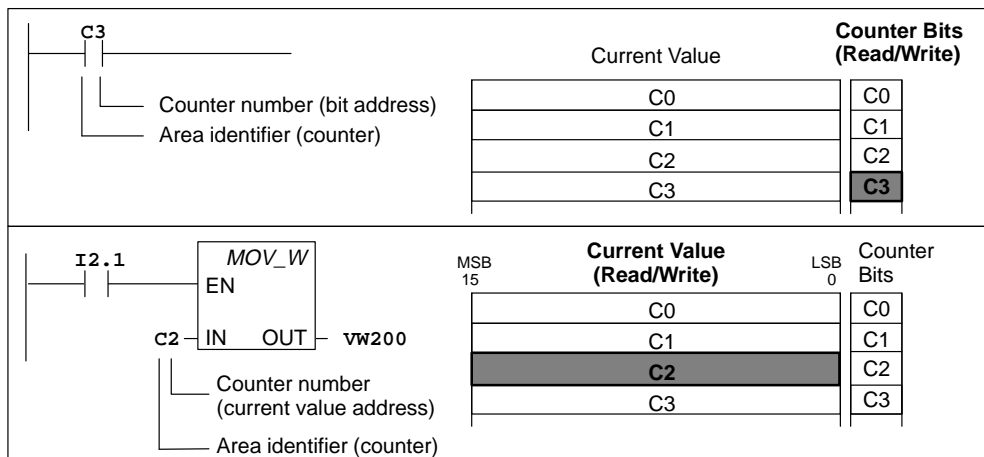 C3
Counter number (bit address)
Area identifier (counter)
Current Value
Counter Bits
(Read/Write)
C0
C0
C1
C1
C2
C2
C3
C3
I2.1
MOV_W
EN
C2
IN
OUT
VW200
Counter number
(current value address)
Area identifier (counter)
MSB
15
Current Value
(Read/Write)
LSB
0
Counter
Bits
C0
C0
C1
C1
C2
C2
C3
C3